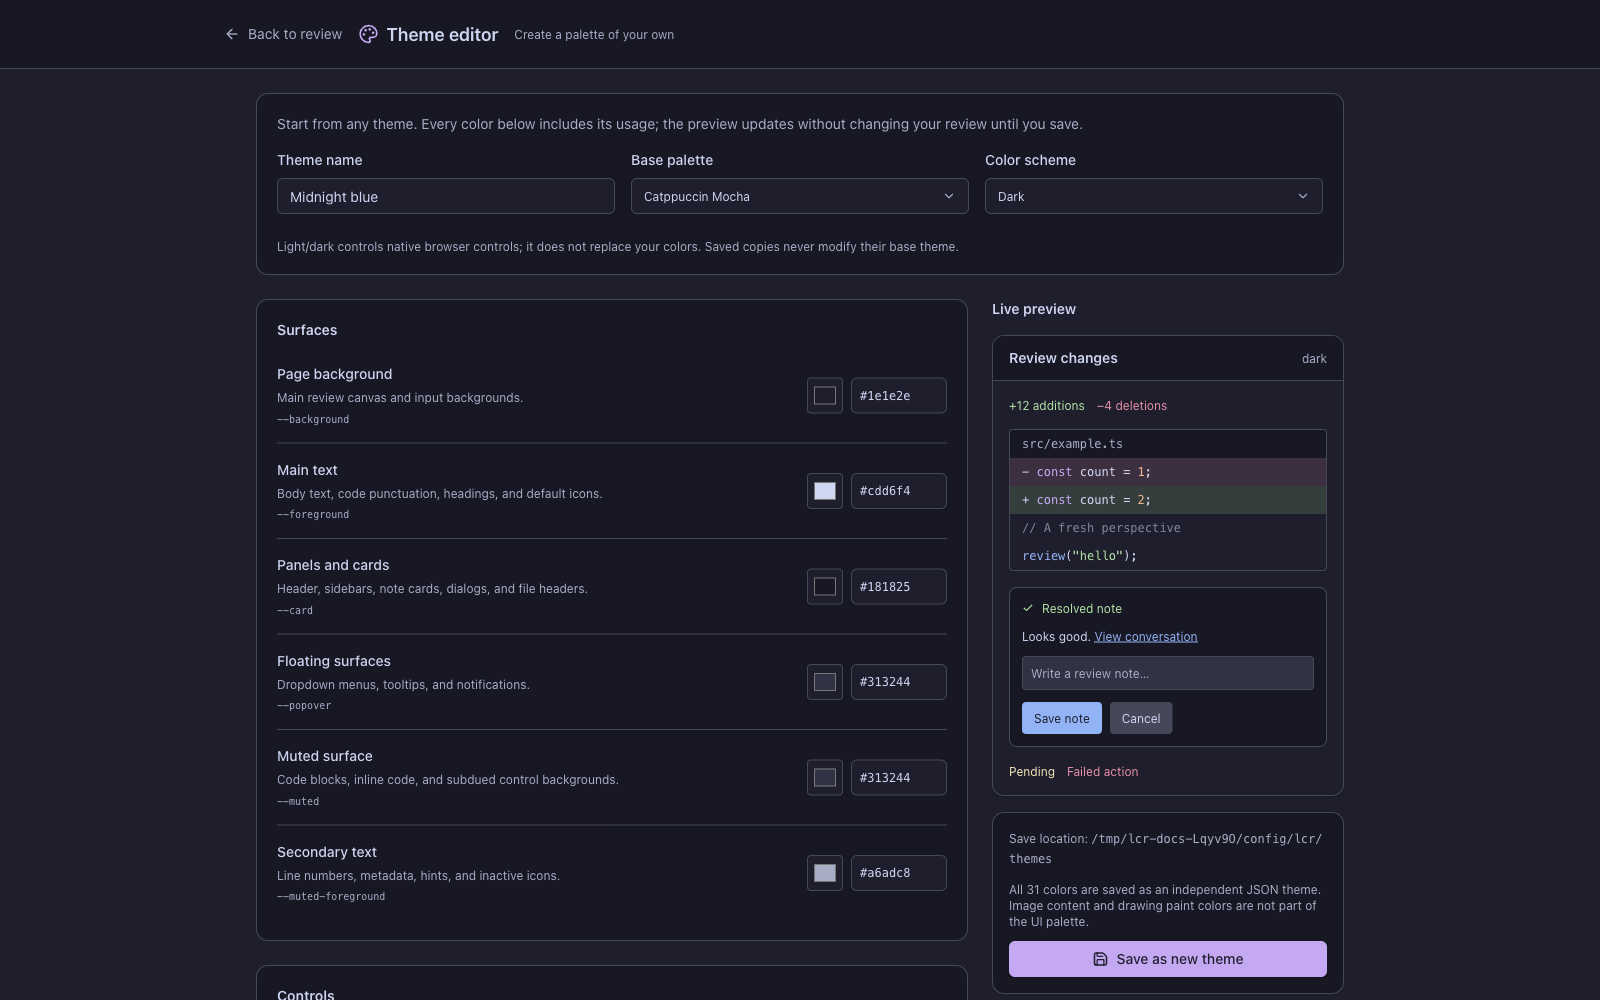 Back to review
Theme editor
Create a palette of your own
Start from any theme. Every color below includes its usage; the preview updates without changing your review until you save.
Theme name
Base palette
Color scheme
Midnight blue
Catppuccin Mocha
Dark
Light/dark controls native browser controls; it does not replace your colors. Saved copies never modify their base theme.
Surfaces
Page background
Main review canvas and input backgrounds.
--background
#1e1e2e
Main text
Body text, code punctuation, headings, and default icons.
--foreground
#cdd6f4
Panels and cards
Header, sidebars, note cards, dialogs, and file headers.
--card
#181825
Floating surfaces
Dropdown menus, tooltips, and notifications.
--popover
#313244
Muted surface
Code blocks, inline code, and subdued control backgrounds.
--muted
#313244
Secondary text
Line numbers, metadata, hints, and inactive icons.
--muted-foreground
#a6adc8
Controls
Live preview
Review changes
dark
+12 additions −4 deletions
src/example.ts
− const count = 1;
+ const count = 2;
// A fresh perspective
review("hello");
Resolved note
Looks good. View conversation
Write a review note...
Save note
Cancel
Pending Failed action
Save location: /tmp/lcr-docs-Lqyv9O/config/lcr/
themes
All 31 colors are saved as an independent JSON theme.
Image content and drawing paint colors are not part of
the UI palette.
Save as new theme